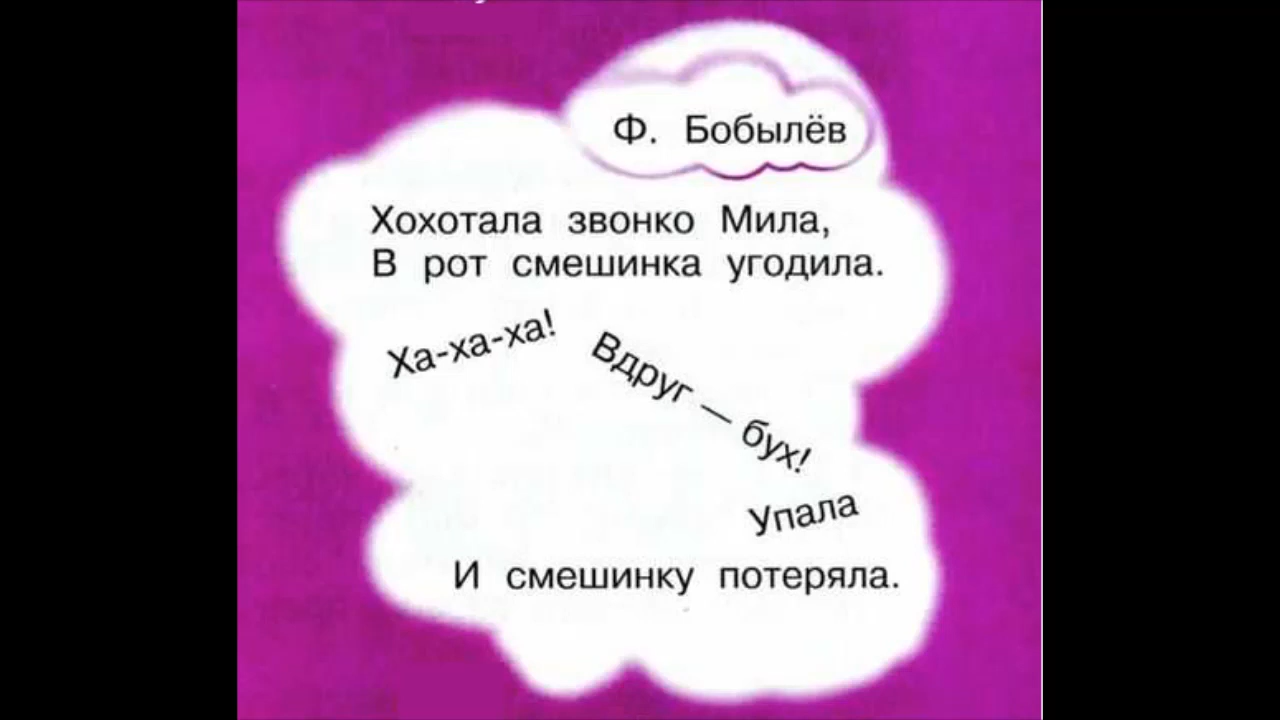 Ф. Бобылёв
Хохотала звонко Мила,
В рот смешинка угодила.
Ха-ха-ха! Вдруг — бух!
Упала
И смешинку потеряла.